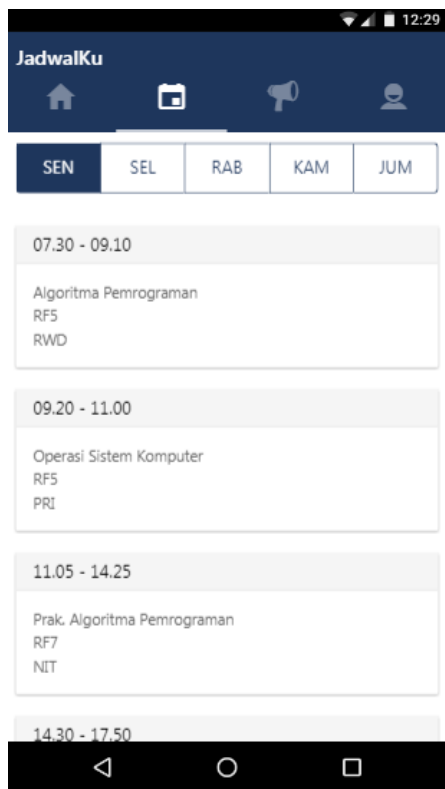 12:29
JadwalKu
SEN SEL RAB KAM JUM
07.30 - 09.10
Algoritma Pemrograman
RF5
RWD
09.20 - 11.00
Operasi Sistem Komputer
RF5
PRI
11.05 - 14.25
Prak. Algoritma Pemrograman
RF7
NIT
14.30 - 17.50